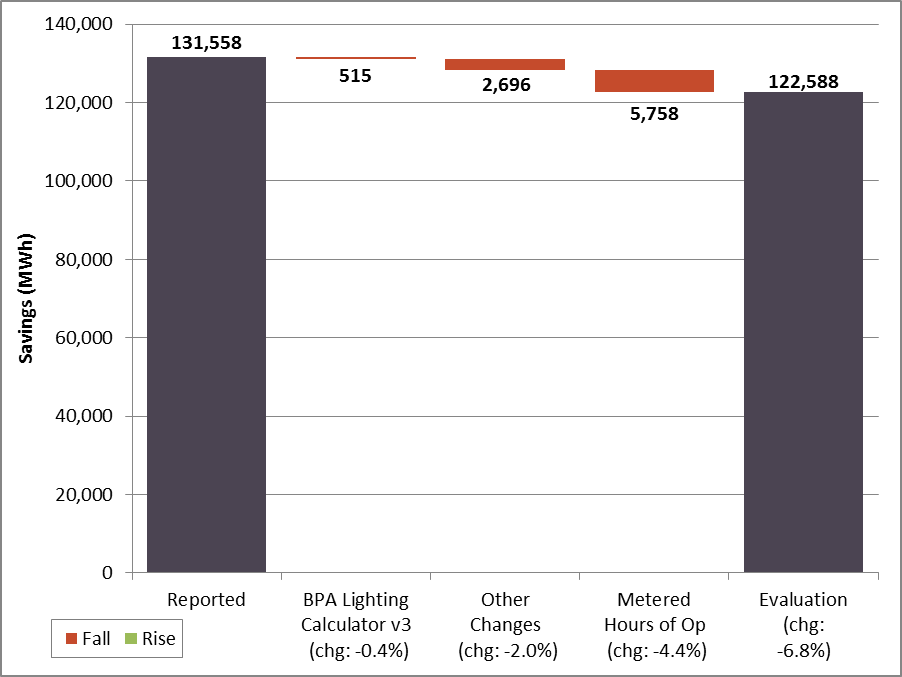 140,000
120,000
100,000
80,000
60,000
40,000
20,000
0
Savings (MWh)
131,558
515
2,696
5,758
122,588
Reported
BPA Lighting
Calculator v3
(chg: -0.4%)
Other
Changes
(chg: -2.0%)
Metered
Hours of Op
(chg: -4.4%)
Evaluation
(chg:
-6.8%)
Fall Rise